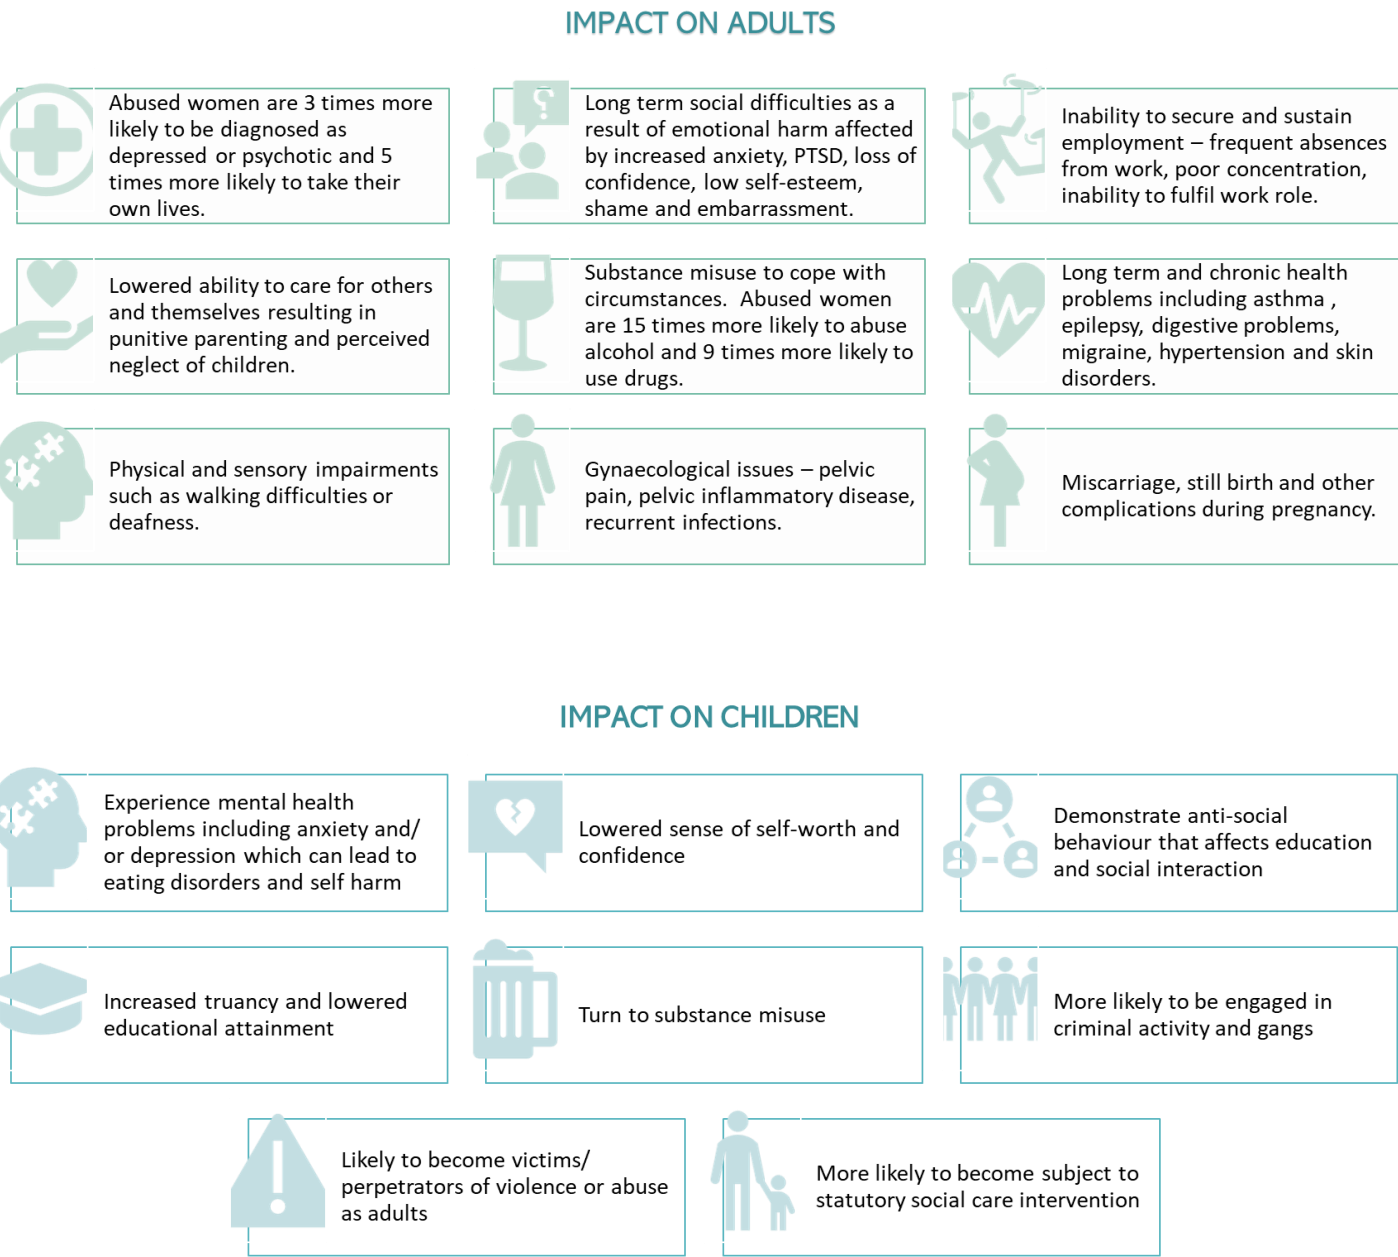 IMPACT ON ADULTS
Abused women are 3 times more
likely to be diagnosed as
depressed or psychotic and 5
times more likely to take their
own lives.
Long term social difficulties as a
result of emotional harm affected
by increased anxiety, PTSD, loss of
confidence, low self-esteem,
shame and embarrassment.
Inability to secure and sustain
employment – frequent absences
from work, poor concentration,
inability to fulfil work role.
Lowered ability to care for others
and themselves resulting in
punitive parenting and perceived
neglect of children.
Substance misuse to cope with
circumstances.  Abused women
are 15 times more likely to abuse
alcohol and 9 times more likely to
use drugs.
Long term and chronic health
problems including asthma ,
epilepsy, digestive problems,
migraine, hypertension and skin
disorders.
Physical and sensory impairments
such as walking difficulties or
deafness.
Gynaecological issues – pelvic
pain, pelvic inflammatory disease,
recurrent infections.
Miscarriage, still birth and other
complications during pregnancy.
IMPACT ON CHILDREN
Experience mental health
problems including anxiety and/
or depression which can lead to
eating disorders and self harm
Lowered sense of self-worth and
confidence
Demonstrate anti-social
behaviour that affects education
and social interaction
Increased truancy and lowered
educational attainment
Turn to substance misuse
More likely to be engaged in
criminal activity and gangs
Likely to become victims/
perpetrators of violence or abuse
as adults
More likely to become subject to
statutory social care intervention